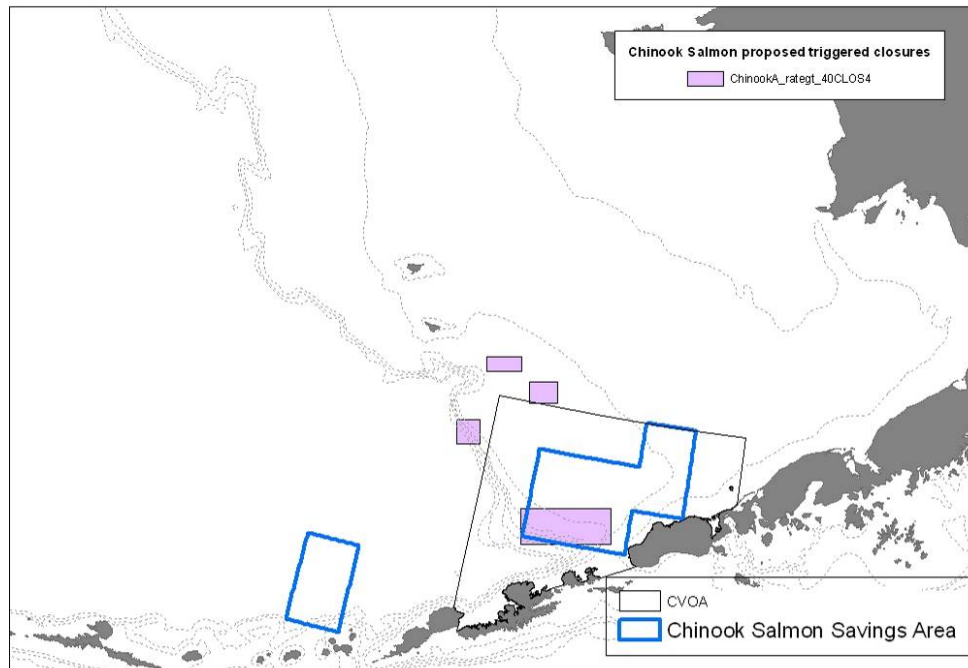 Chinook Salmon proposed triggered closures
ChinookA_rategt_40CLOS4
CVOA
Chinook Salmon Savings Area